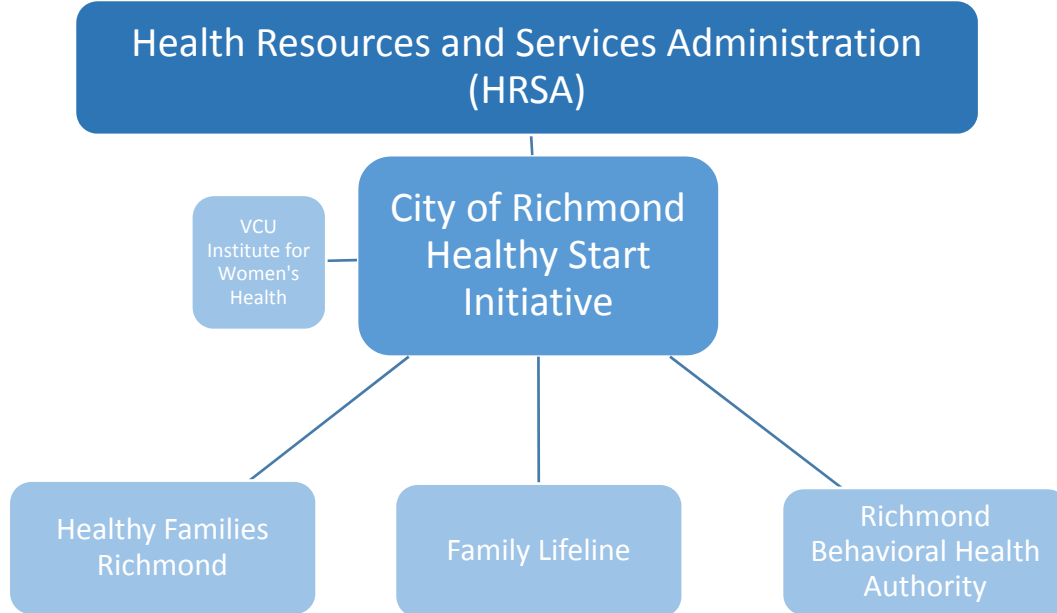 Health Resources and Services Administration
(HRSA)
City of Richmond
Healthy Start
Initiative
VCU
Institute for
Women's
Health
Healthy Families
Richmond
Family Lifeline
Richmond
Behavioral Health
Authority